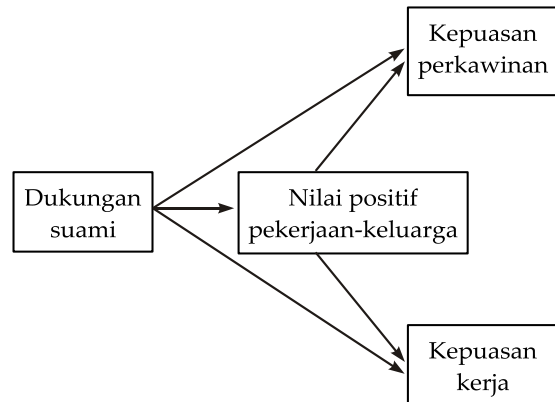 Kepuasan
perkawinan
Dukungan
suami
Nilai positif
pekerjaan-keluarga
Kepuasan
kerja